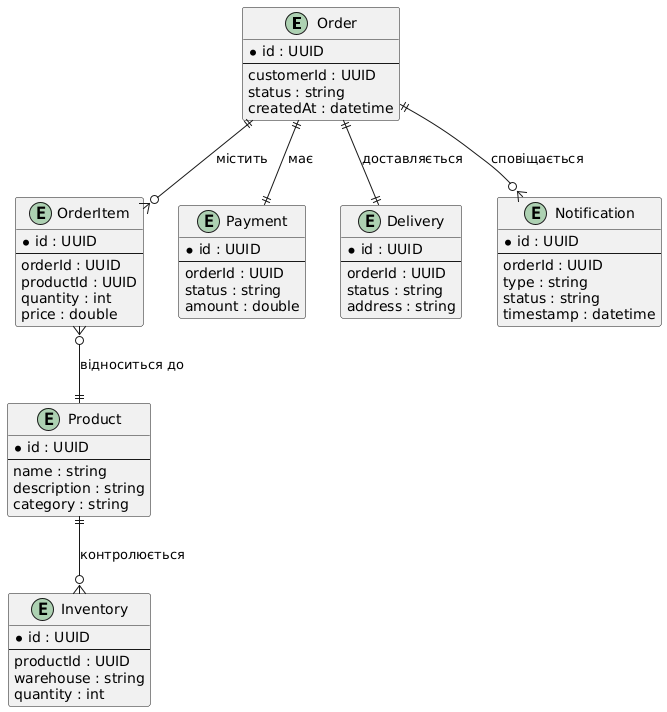 E Order
* id : UUID
customerId : UUID
status : string
createdAt : datetime
містить
має
доставляється
сповіщається
E OrderItem
* id : UUID
orderId : UUID
productId : UUID
quantity : int
price : double
E Payment
* id : UUID
orderId : UUID
status : string
amount : double
E Delivery
* id : UUID
orderId : UUID
status : string
address : string
E Notification
* id : UUID
orderId : UUID
type : string
status : string
timestamp : datetime
відноситься до
E Product
* id : UUID
name : string
description : string
category : string
контролюється
E Inventory
* id : UUID
productId : UUID
warehouse : string
quantity : int